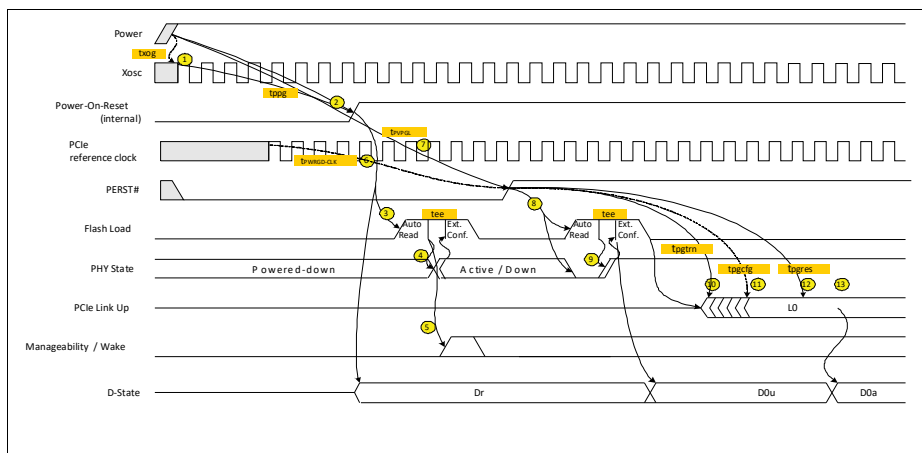 Power
txog
1
Xosc
tppg
2
Power-On-Reset
(internal)
tPVPGL
7
PCIe
reference clock
tPWRGD-CLK
6
PERST#
3
tee
8
tee
Flash Load
Auto
Read
Ext.
Conf.
Auto
Read
Ext.
Conf.
tpgtrn
4
9
PHY State
Powered-down
Active / Down
tpgcfg
tpgres
10
11
12
13
PCIe Link Up
L0
5
Manageability / Wake
D-State
Dr
D0u
D0a